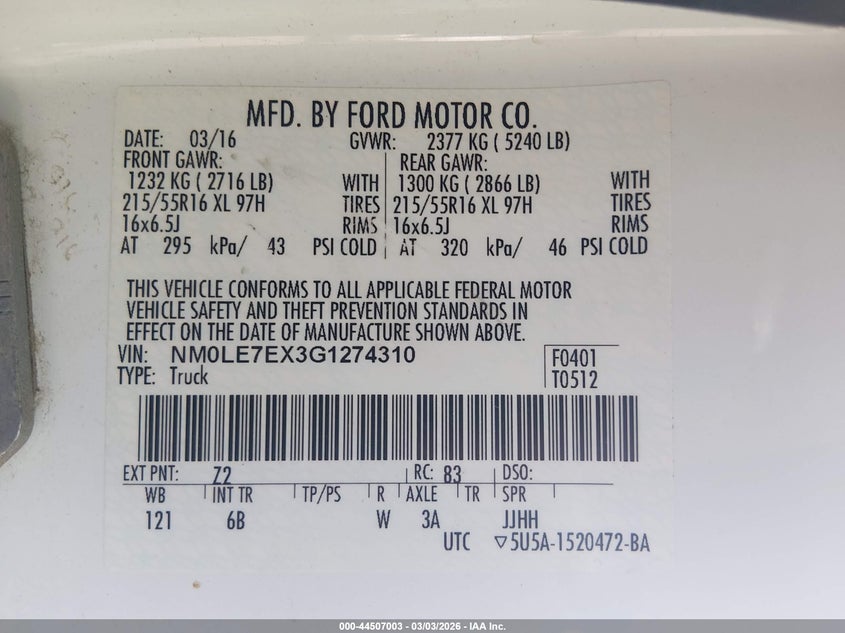 MFD. BY FORD MOTOR CO.
DATE: 03/16 GVWR: 2377 KG ( 5240 LB)
FRONT GAWR: REAR GAWR:
1232 KG ( 2716 LB) WITH 1300 KG ( 2866 LB) WITH
215/55R16 XL 97H TIRES 215/55R16 XL 97H TIRES
16x6.5J RIMS 16x6.5J RIMS
AT 295 kPa/ 43 PSI COLD AT 320 kPa/ 46 PSI COLD
THIS VEHICLE CONFORMS TO ALL APPLICABLE FEDERAL MOTOR
VEHICLE SAFETY AND THEFT PREVENTION STANDARDS IN
EFFECT ON THE DATE OF MANUFACTURE SHOWN ABOVE.
VIN: NM0LE7EX3G1274310 F0401
TYPE: Truck T0512
EXT PNT: Z2 RC: 83 DSO:
WB INT TR TP/PS R AXLE TR SPR
121 6B W 3A JJHH
UTC ▽5U5A-1520472-BA
000-44507003 - 03/03/2026 - IAA Inc.